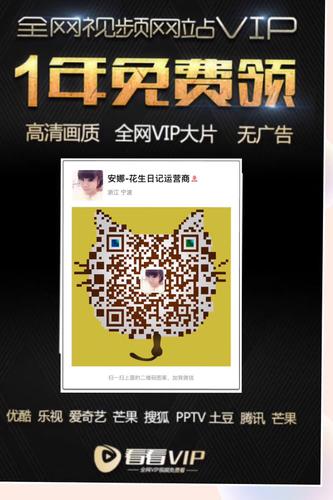 全网视频网站VIP
1年免费领
高清画质 全网VIP大片 无广告
安娜-花生日记运营商
浙江 宁波
扫一扫上面的二维码图案，加我微信
优酷 乐视 爱奇艺 芒果 搜狐 PPTV 土豆 腾讯 芒果
看看VIP
全网VIP视频免费看